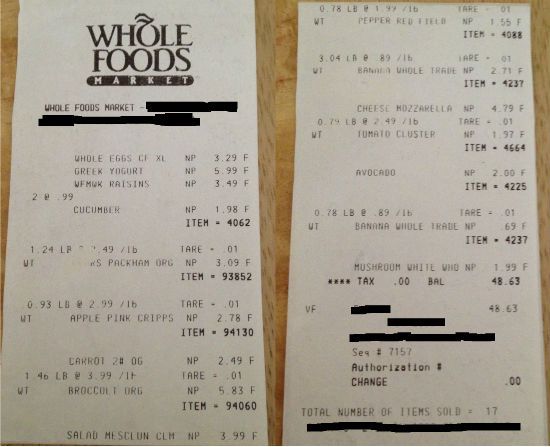 WHOLE
FOODS
MARKET
WHOLE FOODS MARKET -
WHOLE EGGS CF XL NP 3.29 F
GREEK YOGURT NP 5.99 F
WFMWK RAISINS NP 3.49 F
2 @ .99
CUCUMBER NP 1.98 F
ITEM = 4062
1.24 LB @ .49 /lb TARE = .01
WT RS PACKHAM ORG NP 3.09 F
ITEM = 93852
0.93 LB @ 2.99 /lb TARE = .01
WT APPLE PINK CRIPPS NP 2.78 F
ITEM = 94130
CARROT 2# OG NP 2.49 F
1.46 LB @ 3.99 /lb TARE = .01
WT BROCCOLI ORG NP 5.83 F
ITEM = 94060
SALAD MESCLUN CLM NP 3.99 F
0.78 LB @ 1.99 /lb TARE = .01
WT PEPPER RED FIELD NP 1.55 F
ITEM = 4088
3.04 LB @ .89 /lb TARE = .01
WT BANANA WHOLE TRADE NP 2.71 F
ITEM = 4237
CHEESE MOZZARELLA NP 4.79 F
0.79 LB @ 2.49 /lb TARE = .01
WT TOMATO CLUSTER NP 1.97 F
ITEM = 4664
AVOCADO NP 2.00 F
ITEM = 4225
0.78 LB @ .89 /lb TARE = .01
WT BANANA WHOLE TRADE NP .69 F
ITEM = 4237
MUSHROOM WHITE WHO NP 1.99 F
**** TAX .00 BAL 48.63
VF 48.63
Seq # 7157
Authorization #
CHANGE .00
TOTAL NUMBER OF ITEMS SOLD = 17